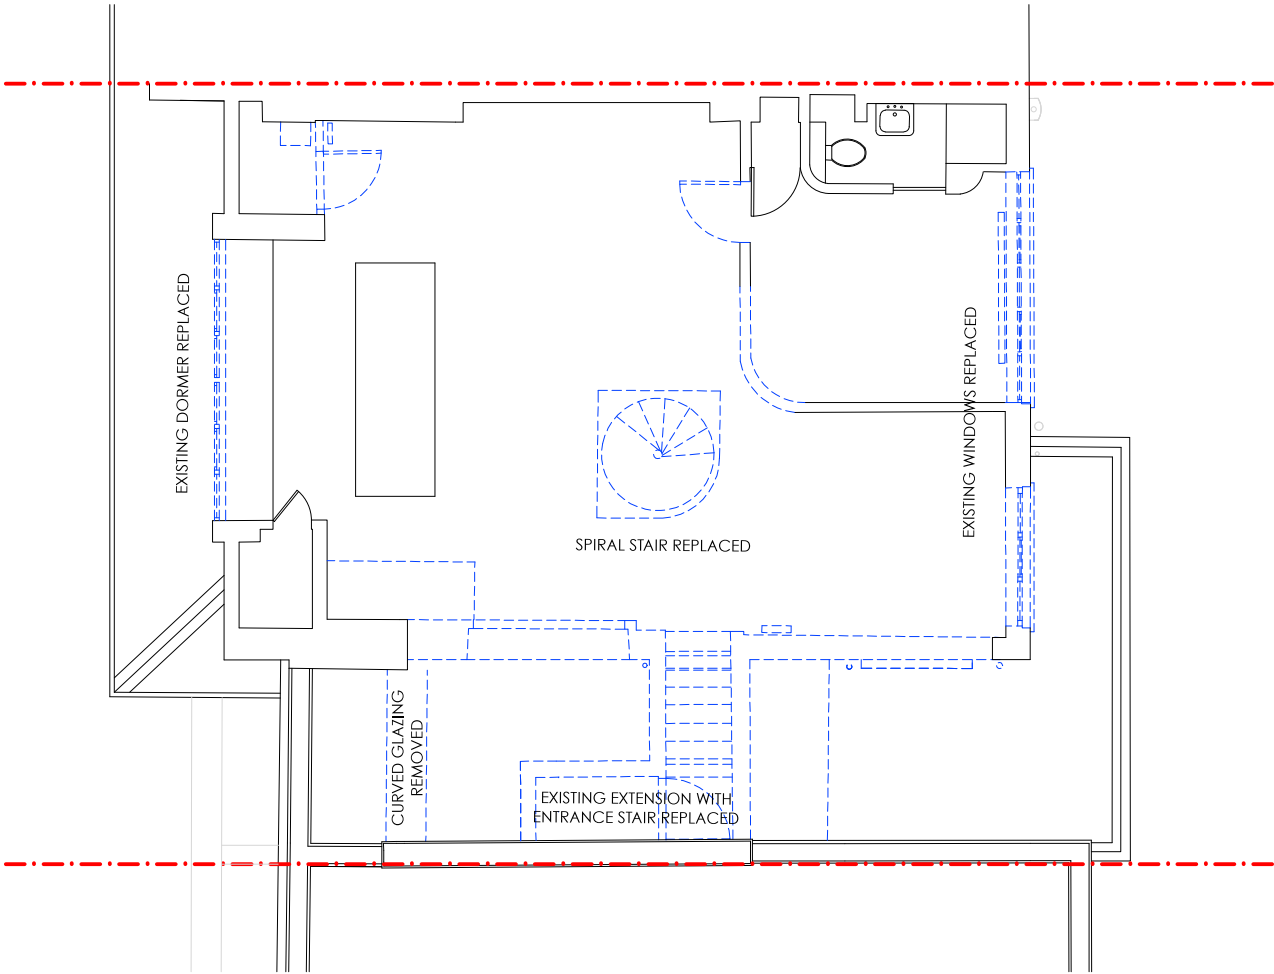 EXISTING DORMER REPLACED
EXISTING WINDOWS REPLACED
SPIRAL STAIR REPLACED
CURVED GLAZING
REMOVED
EXISTING EXTENSION WITH
ENTRANCE STAIR REPLACED